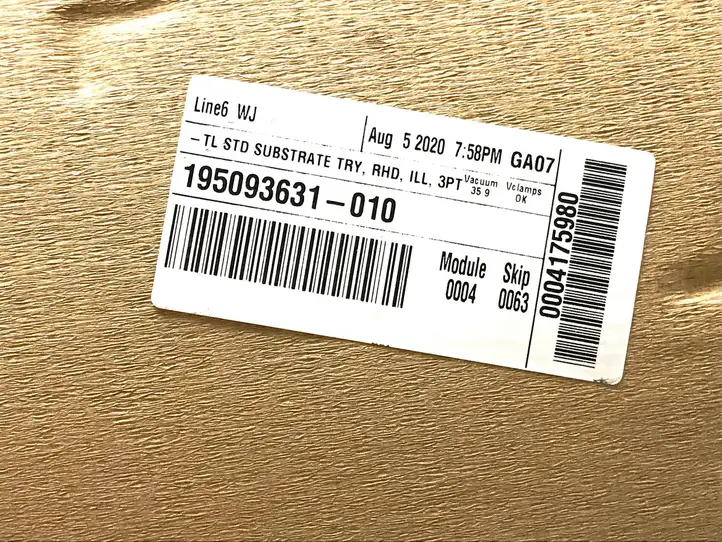 Line6 WJ
Aug 5 2020 7:58PM GA07
-TL STD SUBSTRATE TRY, RHD, ILL, 3PT
Vacuum
35 9
Vclamps
OK
195093631-010
Module
0004
Skip
0063
0004175980